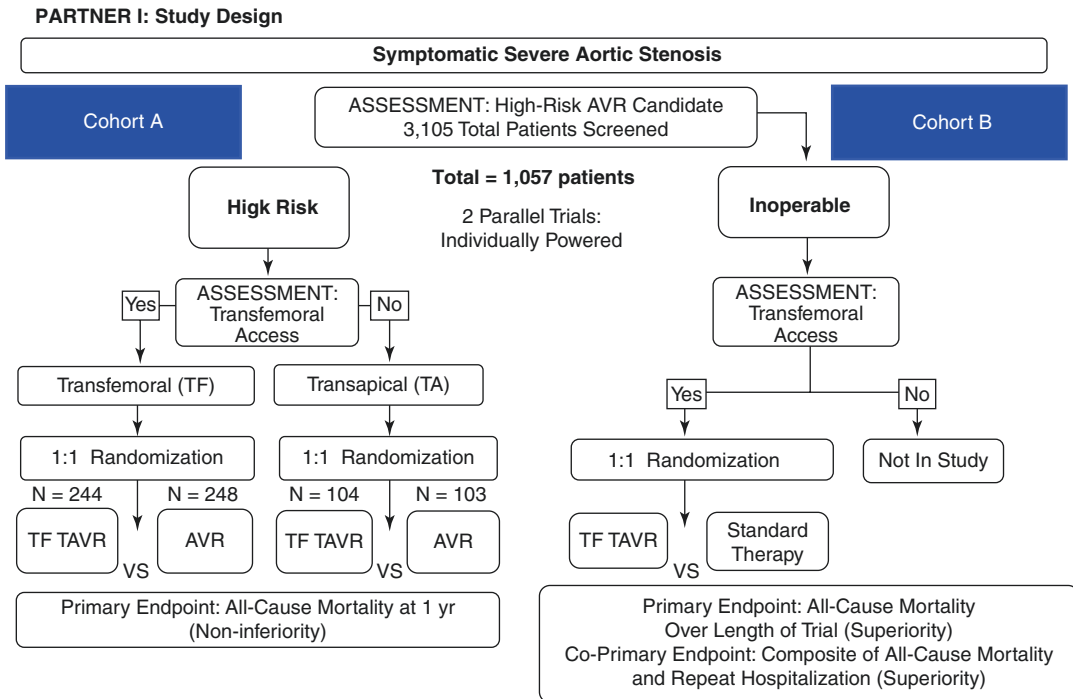 PARTNER I: Study Design
Symptomatic Severe Aortic Stenosis
Cohort A
ASSESSMENT: High-Risk AVR Candidate
3,105 Total Patients Screened
Cohort B
Total = 1,057 patients
2 Parallel Trials:
Individually Powered
Higk Risk
Inoperable
ASSESSMENT:
Transfemoral
Access
Yes
No
Transfemoral (TF)
Transapical (TA)
1:1 Randomization
1:1 Randomization
N = 244
N = 248
N = 104
N = 103
TF TAVR
VS
AVR
TF TAVR
VS
AVR
Primary Endpoint: All-Cause Mortality at 1 yr
(Non-inferiority)
ASSESSMENT:
Transfemoral
Access
Yes
No
1:1 Randomization
Not In Study
TF TAVR
VS
Standard
Therapy
Primary Endpoint: All-Cause Mortality
Over Length of Trial (Superiority)
Co-Primary Endpoint: Composite of All-Cause Mortality
and Repeat Hospitalization (Superiority)